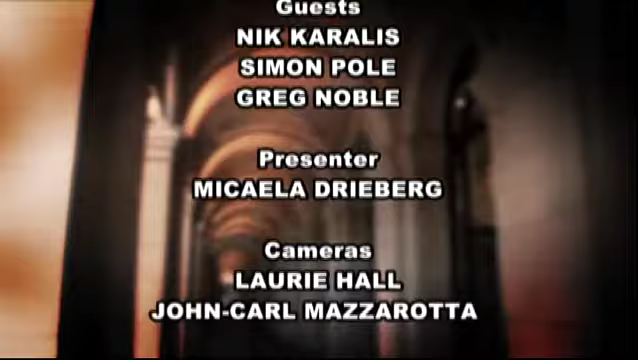 Guests
NIK KARALIS
SIMON POLE
GREG NOBLE
Presenter
MICAELA DRIEBERG
Cameras
LAURIE HALL
JOHN-CARL MAZZAROTTA